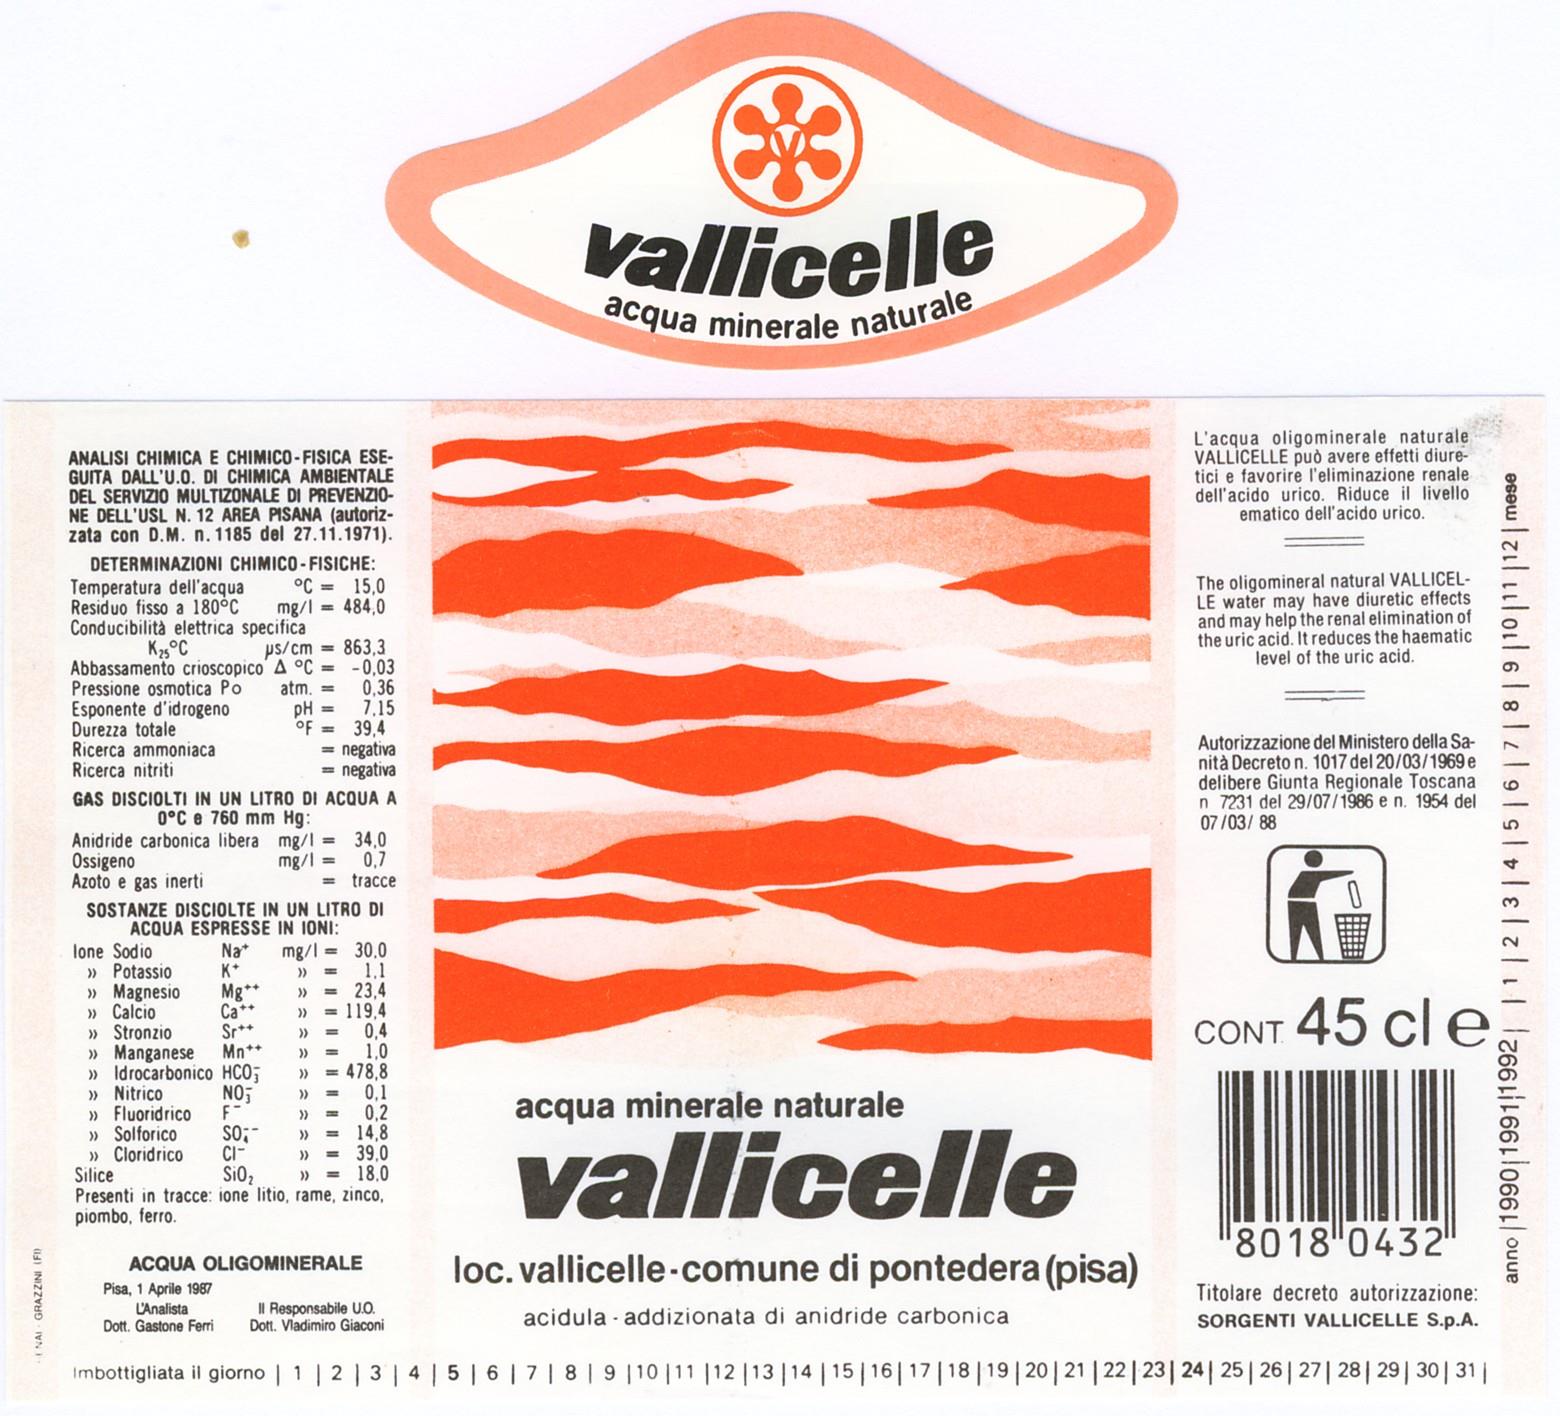 V
vallicelle
acqua minerale naturale
ANALISI CHIMICA E CHIMICO-FISICA ESE-
GUITA DALL'U.O. DI CHIMICA AMBIENTALE
DEL SERVIZIO MULTIZONALE DI PREVENZIO-
NE DELL'USL N. 12 AREA PISANA (autoriz-
zata con D.M. n. 1185 del 27.11.1971).
DETERMINAZIONI CHIMICO-FISICHE:
Temperatura dell'acqua °C = 15,0
Residuo fisso a 180°C mg/l = 484,0
Conducibilità elettrica specifica
K₂₅°C µs/cm = 863,3
Abbassamento crioscopico Δ °C = -0,03
Pressione osmotica Po atm. = 0,36
Esponente d'idrogeno pH = 7,15
Durezza totale °F = 39,4
Ricerca ammoniaca = negativa
Ricerca nitriti = negativa
GAS DISCIOLTI IN UN LITRO DI ACQUA A
0°C e 760 mm Hg:
Anidride carbonica libera mg/l = 34,0
Ossigeno mg/l = 0,7
Azoto e gas inerti = tracce
SOSTANZE DISCIOLTE IN UN LITRO DI
ACQUA ESPRESSE IN IONI:
Ione Sodio Na⁺ mg/l = 30,0
» Potassio K⁺ » = 1,1
» Magnesio Mg⁺⁺ » = 23,4
» Calcio Ca⁺⁺ » = 119,4
» Stronzio Sr⁺⁺ » = 0,4
» Manganese Mn⁺⁺ » = 1,0
» Idrocarbonico HCO₃⁻ » = 478,8
» Nitrico NO₃⁻ » = 0,1
» Fluoridrico F⁻ » = 0,2
» Solforico SO₄⁻⁻ » = 14,8
» Cloridrico Cl⁻ » = 39,0
Silice SiO₂ » = 18,0
Presenti in tracce: ione litio, rame, zinco,
piombo, ferro.
ACQUA OLIGOMINERALE
Pisa, 1 Aprile 1987
L'Analista Il Responsabile U.O.
Dott. Gastone Ferri Dott. Vladimiro Giaconi
GRAZZINI (FI)
acqua minerale naturale
vallicelle
loc. vallicelle-comune di pontedera (pisa)
acidula - addizionata di anidride carbonica
L'acqua oligominerale naturale
VALLICELLE può avere effetti diure-
tici e favorire l'eliminazione renale
dell'acido urico. Riduce il livello
ematico dell'acido urico.
The oligomineral natural VALLICEL-
LE water may have diuretic effects
and may help the renal elimination of
the uric acid. It reduces the haematic
level of the uric acid.
Autorizzazione del Ministero della Sa-
nità Decreto n. 1017 del 20/03/1969 e
delibere Giunta Regionale Toscana
n 7231 del 29/07/1986 e n. 1954 del
07/03/ 88
CONT. 45 cl e
8018 0432
Titolare decreto autorizzazione:
SORGENTI VALLICELLE S.p.A.
anno |1990|1991|1992| | 1 | 2 | 3 | 4 | 5 | 6 | 7 | 8 | 9 |10|11|12| mese
Imbottigliata il giorno | 1 | 2 | 3 | 4 | 5 | 6 | 7 | 8 | 9 |10|11|12|13|14|15|16|17|18|19|20|21|22|23|24|25|26|27|28|29|30|31|